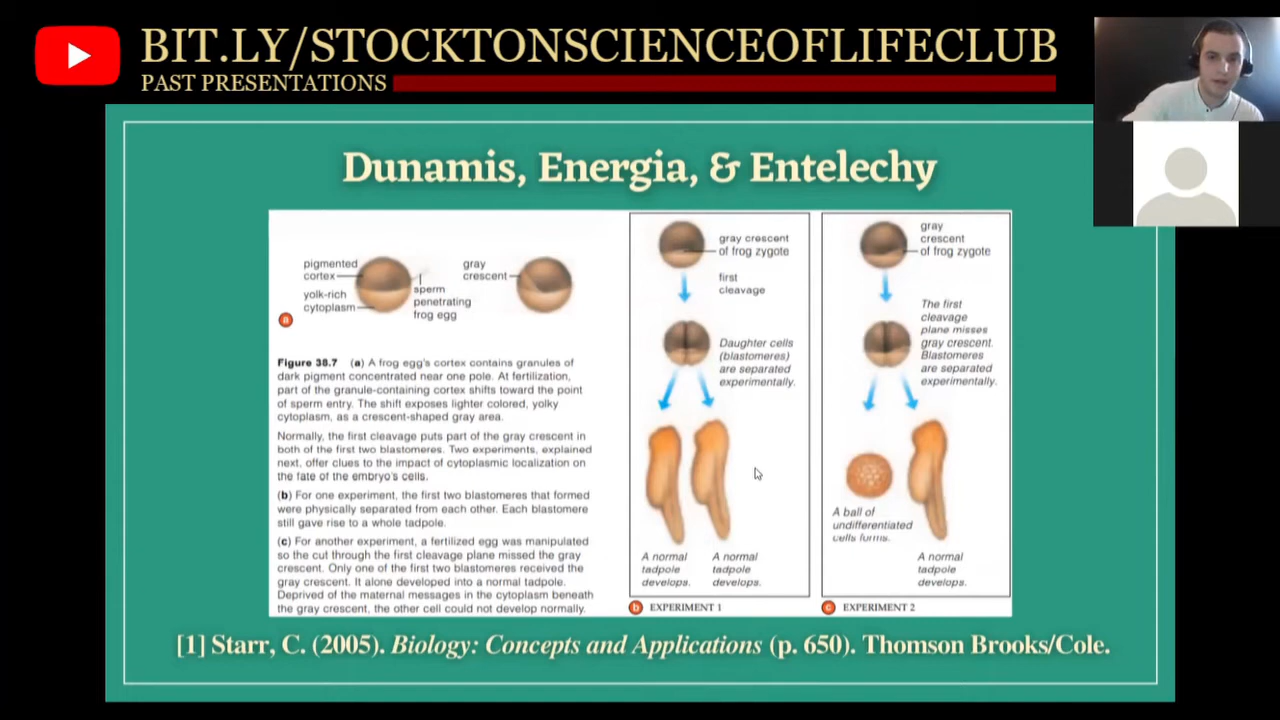 BIT.LY/STOCKTONSCIENCEOFLIFECLUB
PAST PRESENTATIONS
Dunamis, Energia, & Entelechy
pigmented
cortex
yolk-rich
cytoplasm
sperm
penetrating
frog egg
gray
crescent
a
Figure 38.7 (a) A frog egg's cortex contains granules of
dark pigment concentrated near one pole. At fertilization,
part of the granule-containing cortex shifts toward the point
of sperm entry. The shift exposes lighter colored, yolky
cytoplasm, as a crescent-shaped gray area.
Normally, the first cleavage puts part of the gray crescent in
both of the first two blastomeres. Two experiments, explained
next, offer clues to the impact of cytoplasmic localization on
the fate of the embryo's cells.
(b) For one experiment, the first two blastomeres that formed
were physically separated from each other. Each blastomere
still gave rise to a whole tadpole.
(c) For another experiment, a fertilized egg was manipulated
so the cut through the first cleavage plane missed the gray
crescent. Only one of the first two blastomeres received the
gray crescent. It alone developed into a normal tadpole.
Deprived of the maternal messages in the cytoplasm beneath
the gray crescent, the other cell could not develop normally.
gray crescent
of frog zygote
first
cleavage
Daughter cells
(blastomeres)
are separated
experimentally.
A normal
tadpole
develops.
A normal
tadpole
develops.
b EXPERIMENT 1
gray
crescent
of frog zygote
The first
cleavage
plane misses
gray crescent.
Blastomeres
are separated
experimentally.
A ball of
undifferentiated
cells forms.
A normal
tadpole
develops.
c EXPERIMENT 2
[1] Starr, C. (2005). Biology: Concepts and Applications (p. 650). Thomson Brooks/Cole.